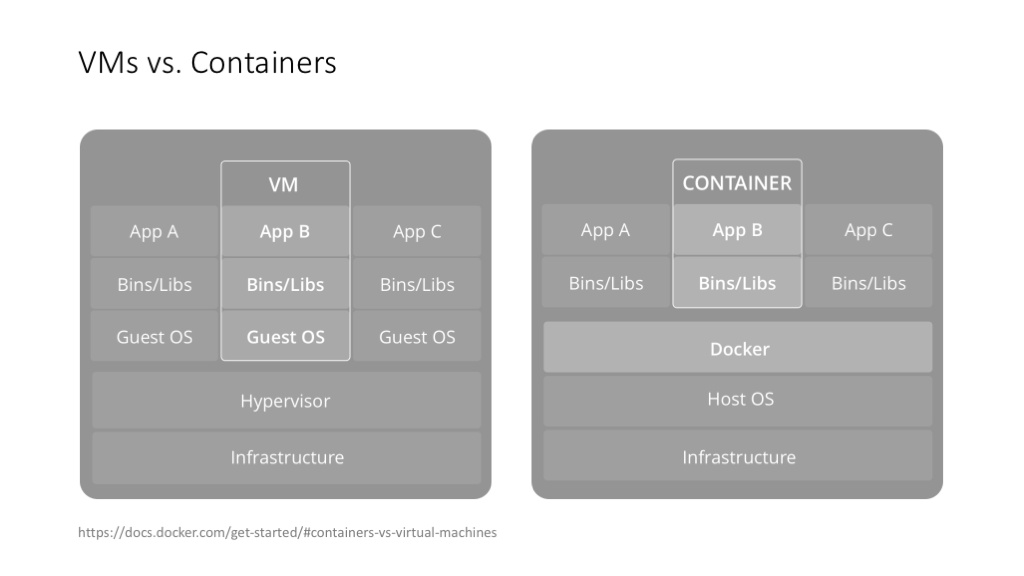 VMs vs. Containers
VM
App A App B App C
Bins/Libs Bins/Libs Bins/Libs
Guest OS Guest OS Guest OS
Hypervisor
Infrastructure
CONTAINER
App A App B App C
Bins/Libs Bins/Libs Bins/Libs
Docker
Host OS
Infrastructure
https://docs.docker.com/get-started/#containers-vs-virtual-machines